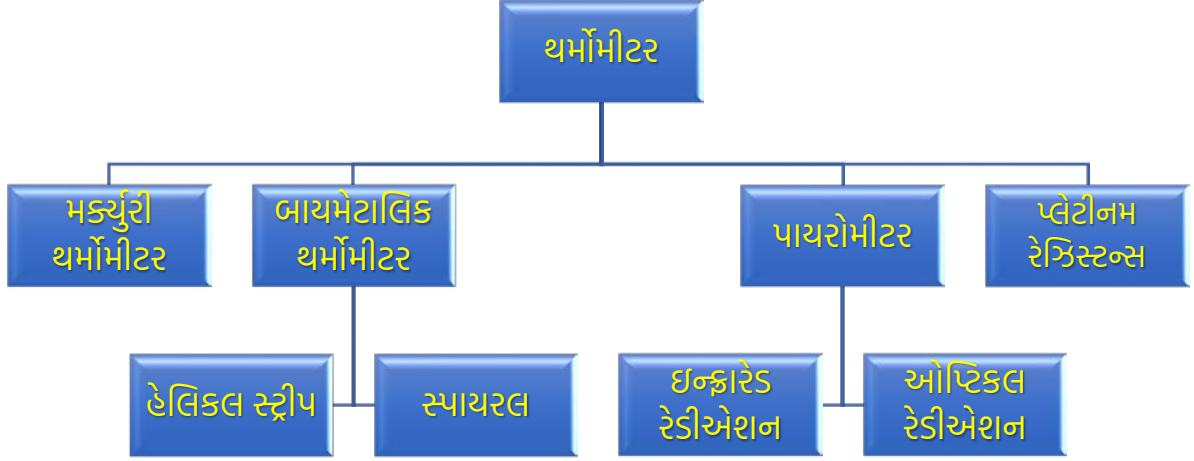 થર્મોમીટર
મર્ક્યુરી
થર્મોમીટર
બાયમેટાલિક
થર્મોમીટર
પાયરોમીટર
પ્લેટીનમ
રેઝિસ્ટન્સ
હેલિકલ સ્ટ્રીપ
સ્પાયરલ
ઇન્ફ્રારેડ
રેડીએશન
ઓપ્ટિકલ
રેડીએશન